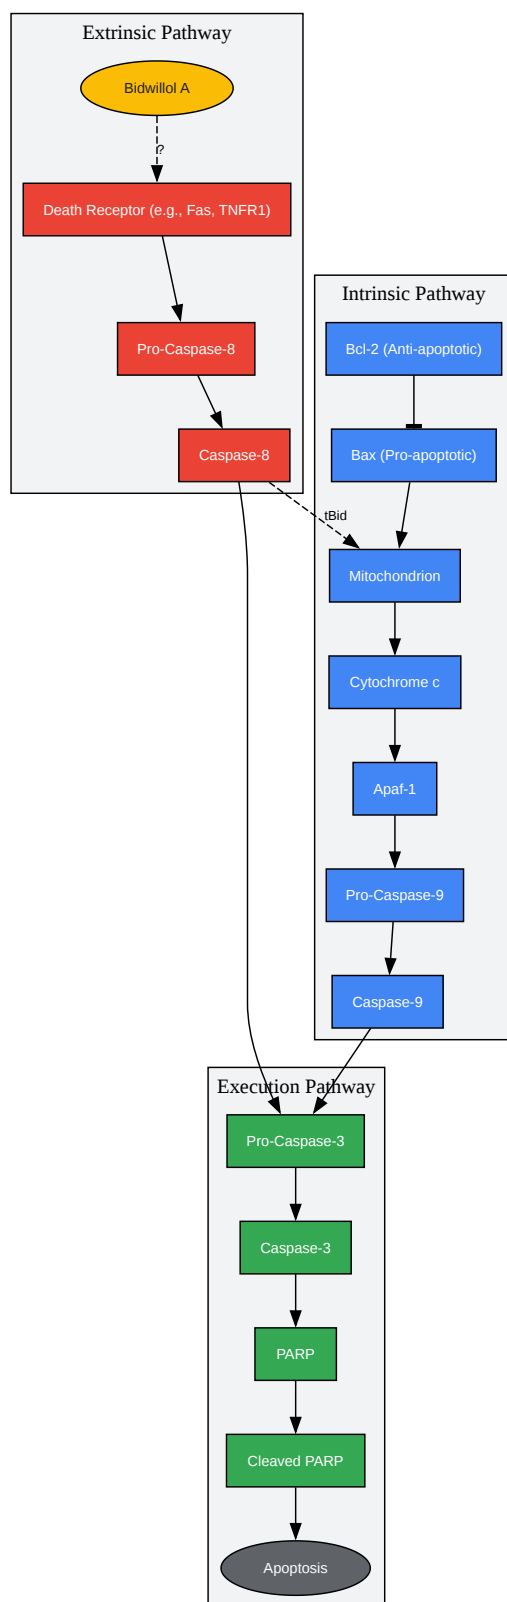 Extrinsic Pathway
Bidwillol A
?
Death Receptor (e.g., Fas, TNFR1)
Pro-Caspase-8
Caspase-8
Intrinsic Pathway
Bcl-2 (Anti-apoptotic)
Bax (Pro-apoptotic)
tBid
Mitochondrion
Cytochrome c
Apaf-1
Pro-Caspase-9
Caspase-9
Execution Pathway
Pro-Caspase-3
Caspase-3
PARP
Cleaved PARP
Apoptosis